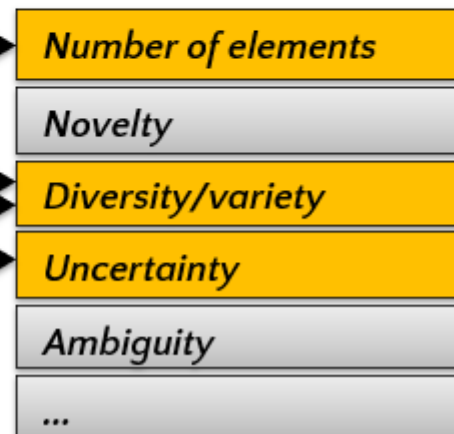 Number of elements
Novelty
Diversity/variety
Uncertainty
Ambiguity
...